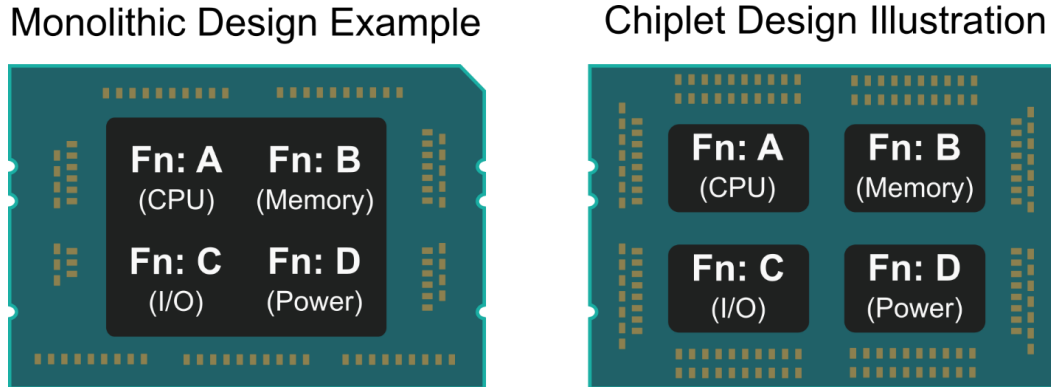 Monolithic Design Example
Chiplet Design Illustration
Fn: A
(CPU)
Fn: B
(Memory)
Fn: C
(I/O)
Fn: D
(Power)
Fn: A
(CPU)
Fn: B
(Memory)
Fn: C
(I/O)
Fn: D
(Power)